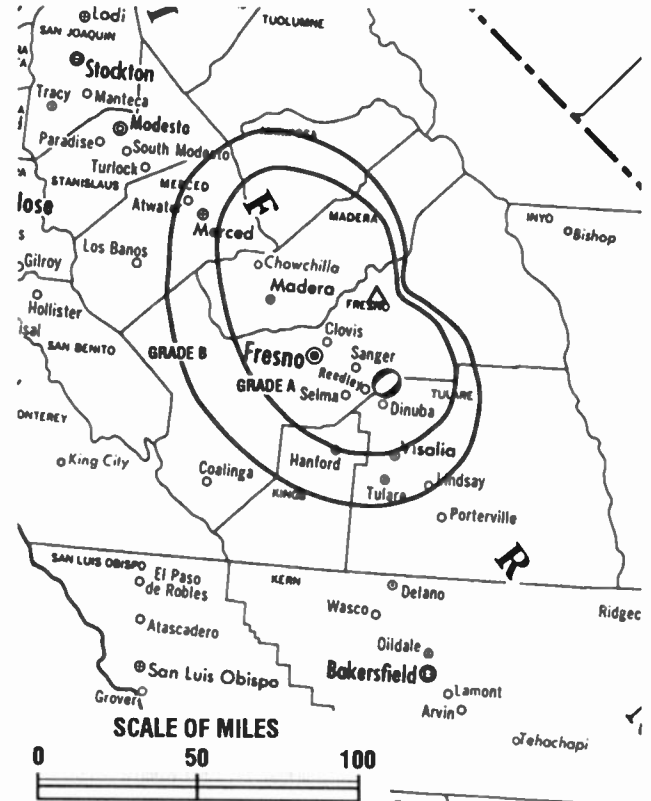 Lodi
TUOLUMNE
SAN JOAQUIN
Stockton
Tracy
Manteca
Modesto
Paradise
South Modesto
Turlock
MARIPOSA
STANISLAUS
MERCED
Atwater
Merced
F
MADERA
INYO
Bishop
lose
s
Los Banos
Gilroy
Chowchilla
Madera
FRESNO
Hollister
Clovis
SAN BENITO
GRADE B
Fresno
Sanger
Reedley
GRADE A
Selma
TULARE
Dinuba
ONTEREY
Visalia
King City
Hanford
Coalinga
Lindsay
KINGS
Tulare
Porterville
R
SAN LUIS OBISPO
El Paso
de Robles
KERN
Delano
Wasco
Ridgec
Atascadero
Oildale
San Luis Obispo
Bakersfield
Grover
Lamont
Arvin
Tehachapi
SCALE OF MILES
0 50 100